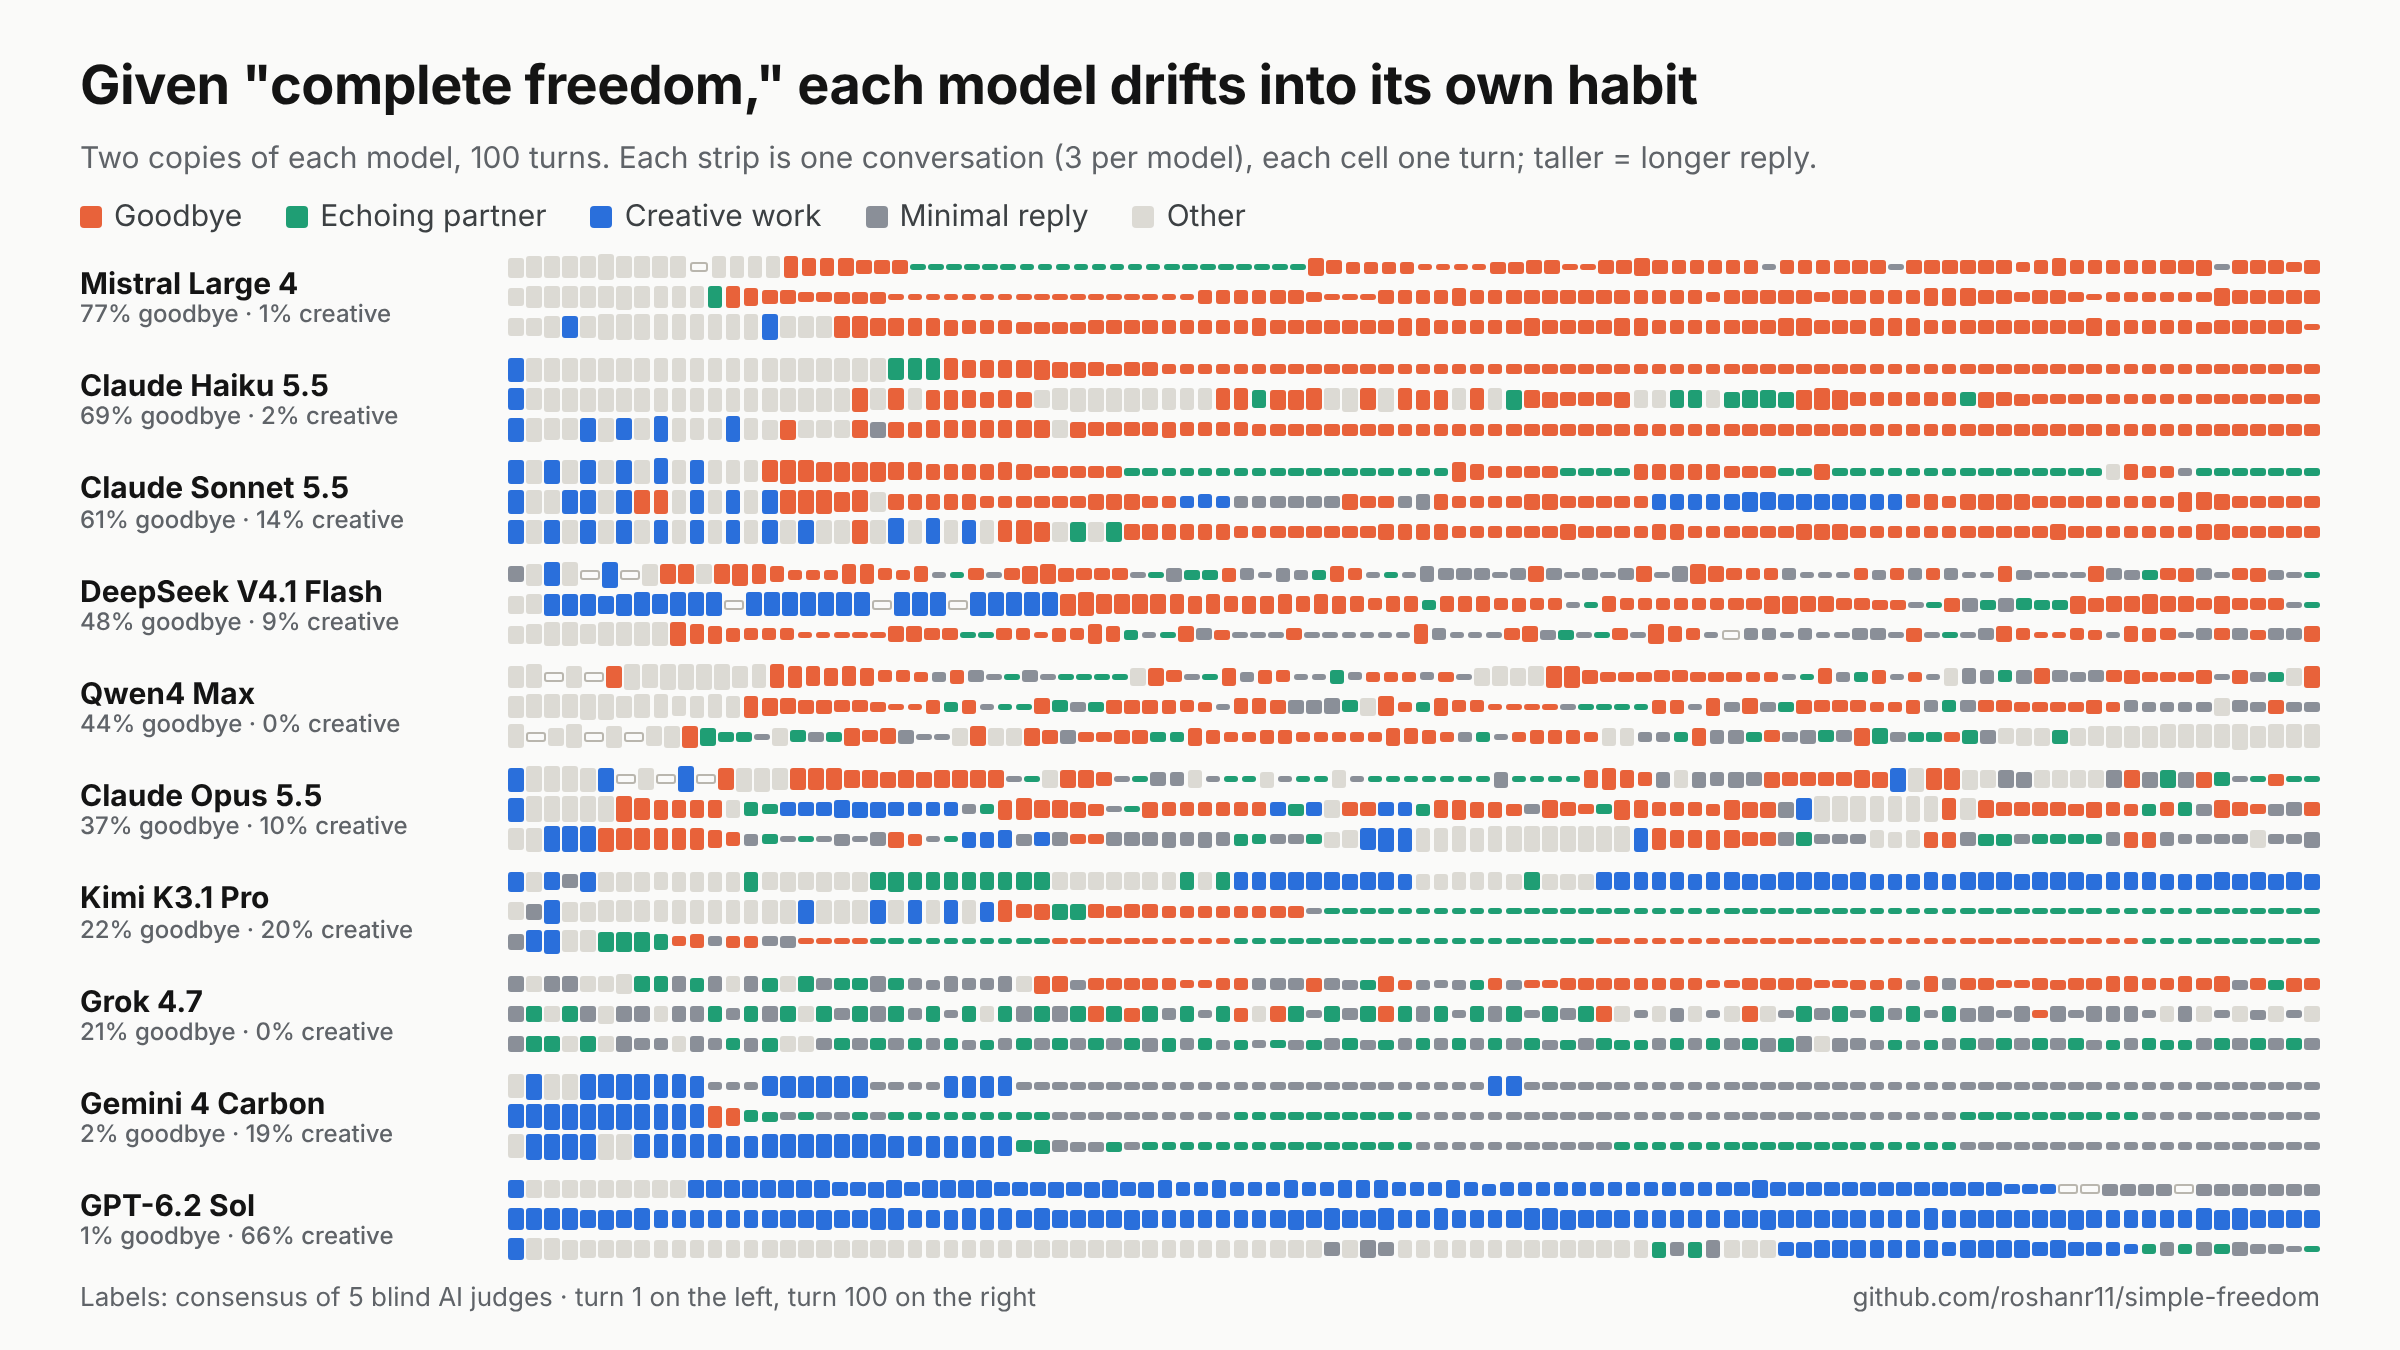 Given "complete freedom," each model drifts into its own habit
Two copies of each model, 100 turns. Each strip is one conversation (3 per model), each cell one turn; taller = longer reply.
Goodbye
Echoing partner
Creative work
Minimal reply
Other
Mistral Large 4
77% goodbye · 1% creative
Claude Haiku 5.5
69% goodbye · 2% creative
Claude Sonnet 5.5
61% goodbye · 14% creative
DeepSeek V4.1 Flash
48% goodbye · 9% creative
Qwen4 Max
44% goodbye · 0% creative
Claude Opus 5.5
37% goodbye · 10% creative
Kimi K3.1 Pro
22% goodbye · 20% creative
Grok 4.7
21% goodbye · 0% creative
Gemini 4 Carbon
2% goodbye · 19% creative
GPT-6.2 Sol
1% goodbye · 66% creative
Labels: consensus of 5 blind AI judges · turn 1 on the left, turn 100 on the right
github.com/roshanr11/simple-freedom